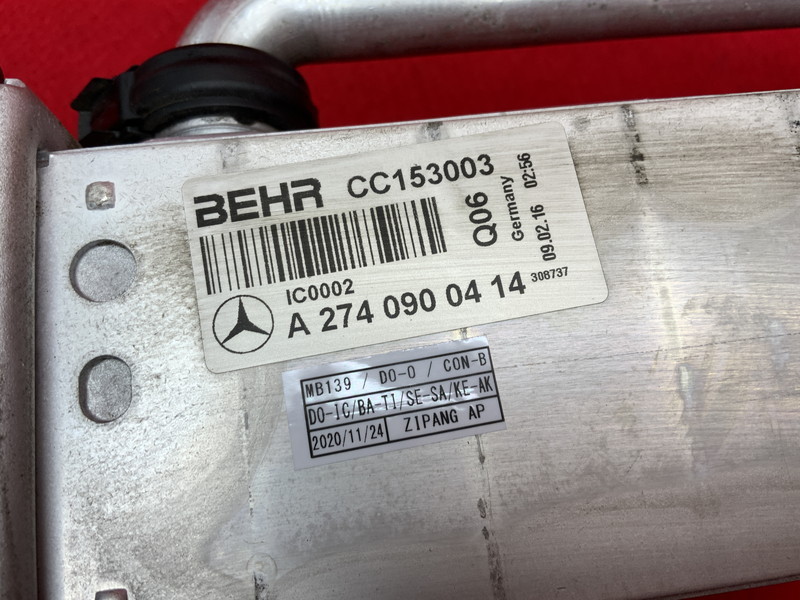 BEHR CC153003
Q06
Germany
09.02.16 02:56
IC0002
A 274 090 04 14 308737
MB139 / DO-O / CON-B
DO-IC/BA-TI/SE-SA/KE-AK
2020/11/24 ZIPANG AP